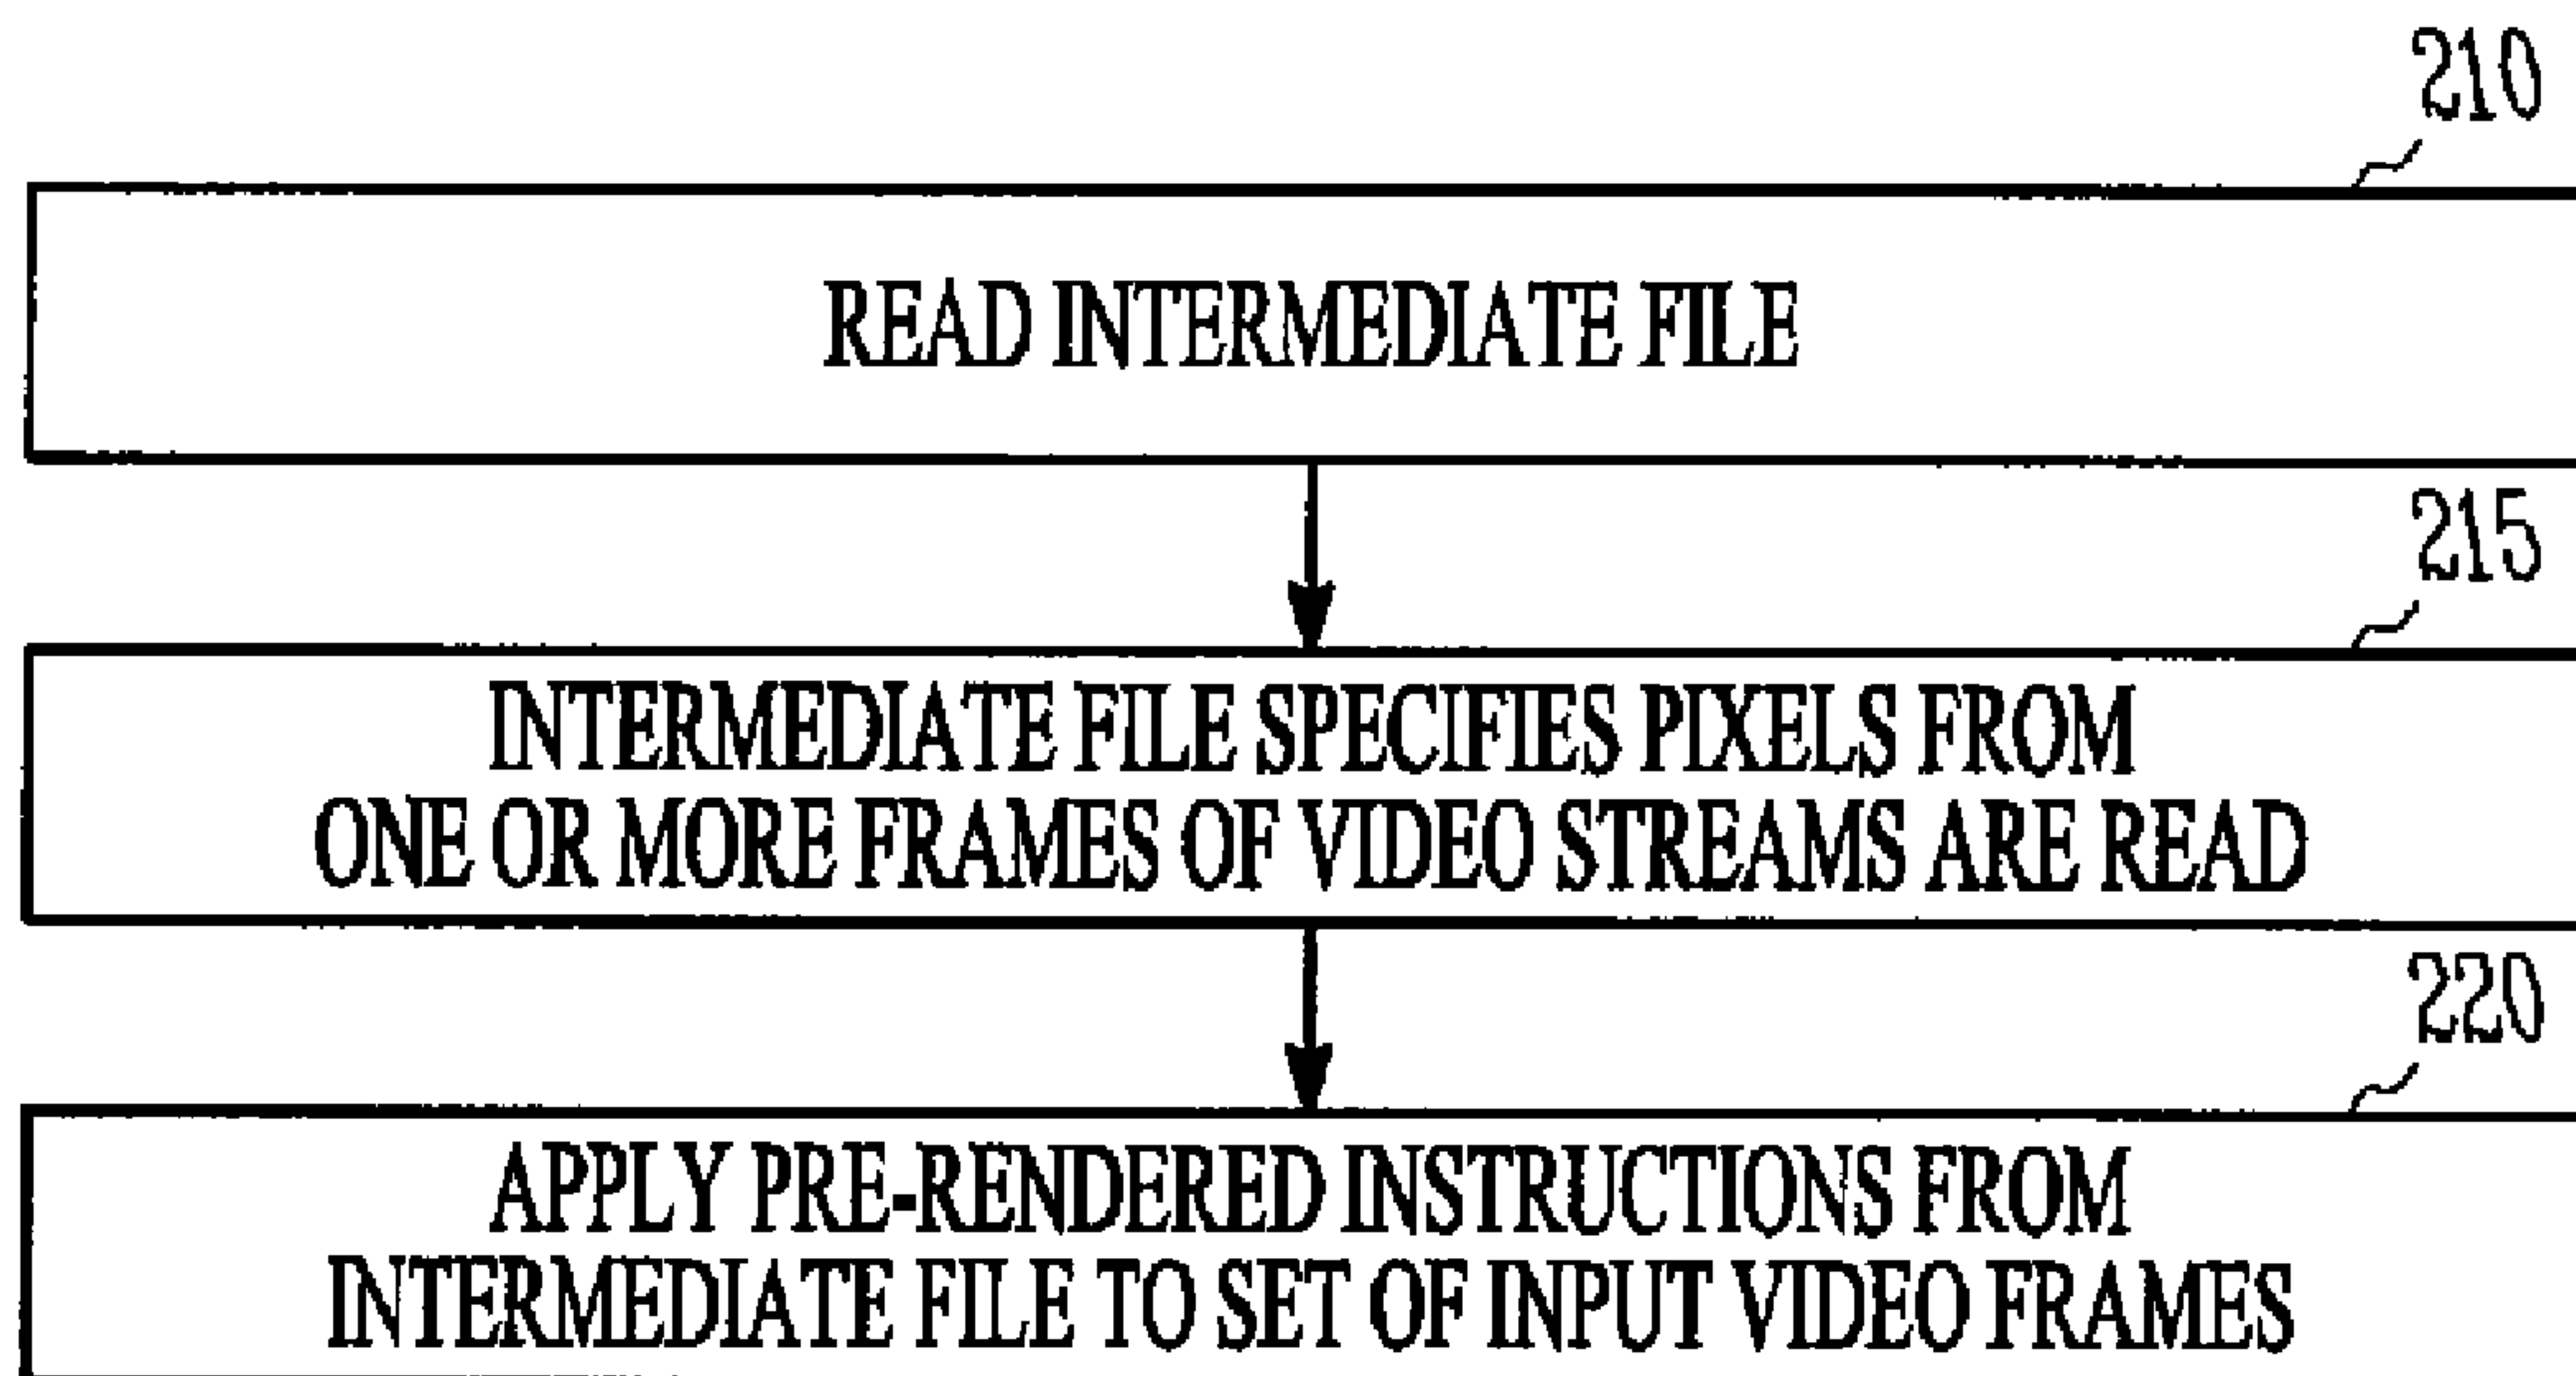 210
READ INTERMEDIATE FILE
215
INTERMEDIATE FILE SPECIFIES PIXELS FROM
ONE OR MORE FRAMES OF VIDEO STREAMS ARE READ
220
APPLY PRE-RENDERED INSTRUCTIONS FROM
INTERMEDIATE FILE TO SET OF INPUT VIDEO FRAMES